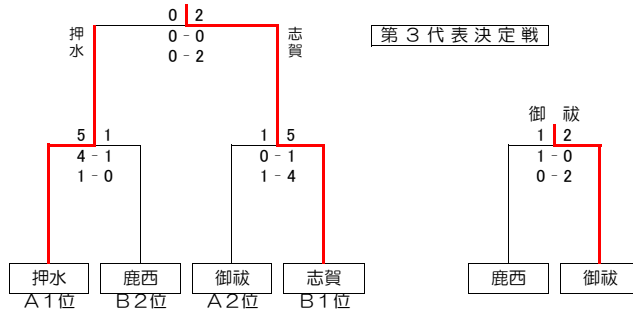 0 2
押水 0-0 志賀 第３代表決定戦
0-2
御 祓
5 1 1 5 1 2
4-1 0-1 1-0
1-0 1-4 0-2
押水 鹿西 御祓 志賀 鹿西 御祓
Ａ１位 Ｂ２位 Ａ２位 Ｂ１位